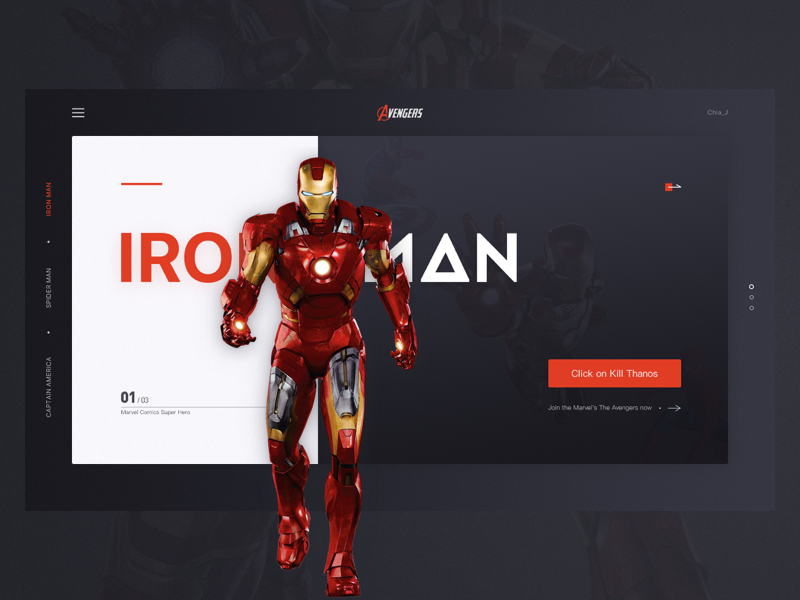 AVENGERS
Chia_J
IRON MAN
SPIDER MAN
CAPTAIN AMERICA
IRO MAN
01 / 03
Marvel Comics Super Hero
Click on Kill Thanos
Join the Marvel's The Avengers now